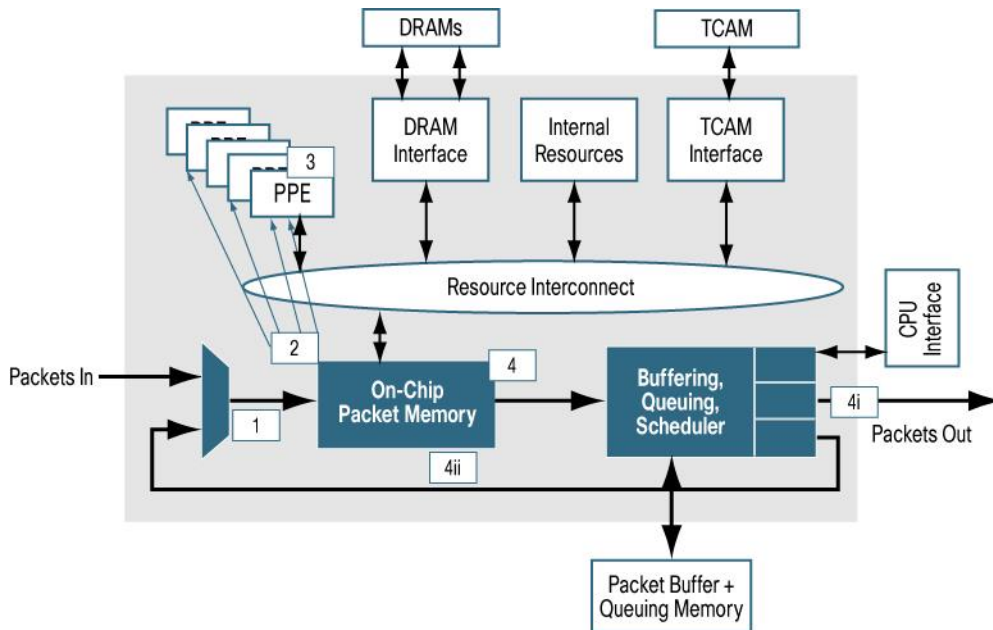 DRAMs
TCAM
DRAM
Interface
Internal
Resources
TCAM
Interface
3
PPE
Resource Interconnect
CPU
Interface
2
4
Packets In
On-Chip
Packet Memory
Buffering,
Queuing,
Scheduler
1
4i
Packets Out
4ii
Packet Buffer +
Queuing Memory